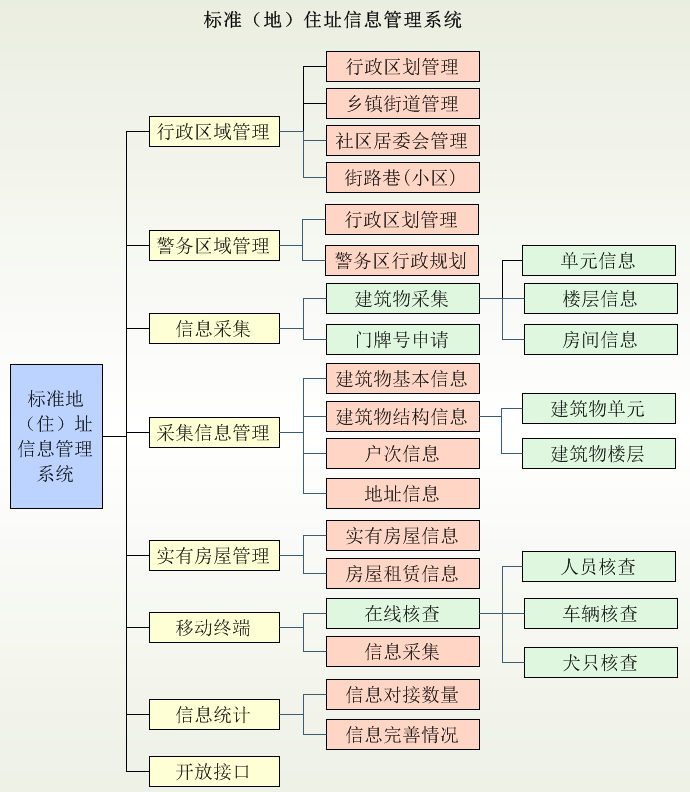 标准（地）住址信息管理系统
标准地
（住）址
信息管理
系统
行政区域管理
行政区划管理
乡镇街道管理
社区居委会管理
街路巷(小区)
警务区域管理
行政区划管理
警务区行政规划
信息采集
建筑物采集
单元信息
楼层信息
房间信息
门牌号申请
采集信息管理
建筑物基本信息
建筑物结构信息
建筑物单元
建筑物楼层
户次信息
地址信息
实有房屋管理
实有房屋信息
房屋租赁信息
移动终端
在线核查
人员核查
车辆核查
犬只核查
信息采集
信息统计
信息对接数量
信息完善情况
开放接口